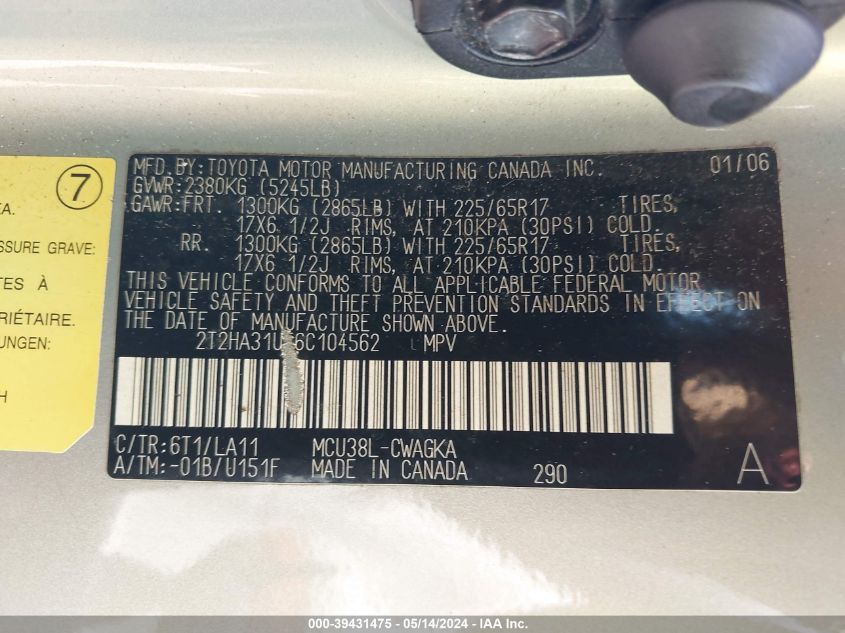 7
EA.
ESSURE GRAVE:
TES À
RIÉTAIRE.
UNGEN:
H
MFD.BY:TOYOTA MOTOR MANUFACTURING CANADA INC. 01/06
GVWR:2380KG (5245LB)
GAWR:FRT. 1300KG (2865LB) WITH 225/65R17 TIRES,
17X6 1/2J RIMS, AT 210KPA (30PSI) COLD.
RR. 1300KG (2865LB) WITH 225/65R17 TIRES,
17X6 1/2J RIMS, AT 210KPA (30PSI) COLD.
THIS VEHICLE CONFORMS TO ALL APPLICABLE FEDERAL MOTOR
VEHICLE SAFETY AND THEFT PREVENTION STANDARDS IN EFFECT ON
THE DATE OF MANUFACTURE SHOWN ABOVE.
2T2HA31U 6C104562 MPV
C/TR:6T1/LA11 MCU38L-CWAGKA
A/TM:-01B/U151F MADE IN CANADA 290 A
000-39431475 - 05/14/2024 - IAA Inc.